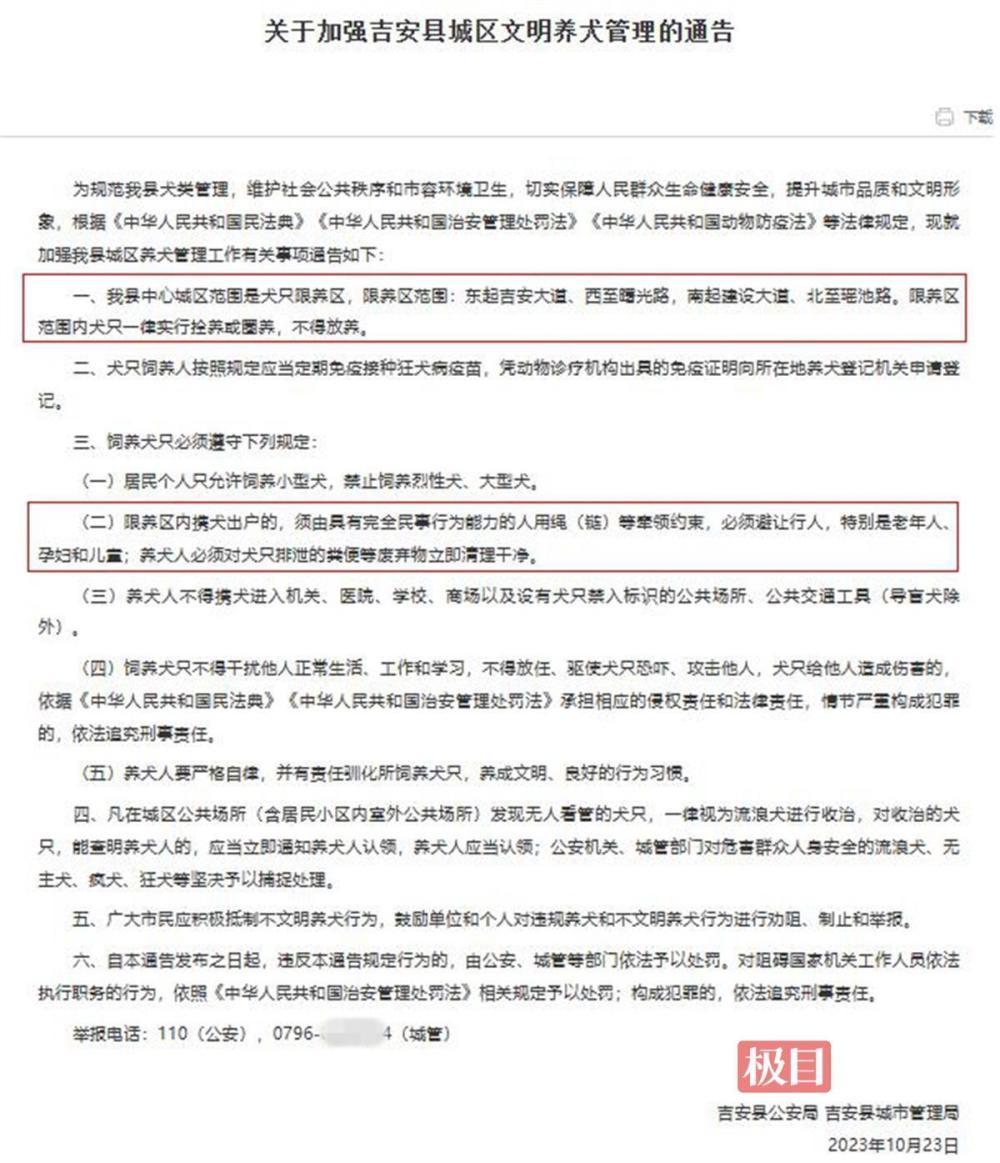 关于加强吉安县城区文明养犬管理的通告
下载
为规范我县犬类管理，维护社会公共秩序和市容环境卫生，切实保障人民群众生命健康安全，提升城市品质和文明形
象，根据《中华人民共和国民法典》《中华人民共和国治安管理处罚法》《中华人民共和国动物防疫法》等法律规定，现就
加强我县城区养犬管理工作有关事项通告如下：
一、我县中心城区范围是犬只限养区，限养区范围：东起吉安大道、西至曙光路，南起建设大道、北至瑶池路。限养区
范围内犬只一律实行拴养或圈养，不得放养。
二、犬只饲养人按照规定应当定期免疫接种狂犬病疫苗，凭动物诊疗机构出具的免疫证明向所在地养犬登记机关申请登
记。
三、饲养犬只必须遵守下列规定：
（一）居民个人只允许饲养小型犬，禁止饲养烈性犬、大型犬。
（二）限养区内携犬出户的，须由具有完全民事行为能力的人用绳（链）等牵领约束，必须避让行人，特别是老年人、
孕妇和儿童；养犬人必须对犬只排泄的粪便等废弃物立即清理干净。
（三）养犬人不得携犬进入机关、医院、学校、商场以及设有犬只禁入标识的公共场所、公共交通工具（导盲犬除
外）。
（四）饲养犬只不得干扰他人正常生活、工作和学习，不得放任、驱使犬只恐吓、攻击他人，犬只给他人造成伤害的，
依据《中华人民共和国民法典》《中华人民共和国治安管理处罚法》承担相应的侵权责任和法律责任，情节严重构成犯罪
的，依法追究刑事责任。
（五）养犬人要严格自律，并有责任驯化所饲养犬只，养成文明、良好的行为习惯。
四、凡在城区公共场所（含居民小区内室外公共场所）发现无人看管的犬只，一律视为流浪犬进行收治，对收治的犬
只，能查明养犬人的，应当立即通知养犬人认领，养犬人应当认领；公安机关、城管部门对危害群众人身安全的流浪犬、无
主犬、疯犬、狂犬等坚决予以捕捉处理。
五、广大市民应积极抵制不文明养犬行为，鼓励单位和个人对违规养犬和不文明养犬行为进行劝阻、制止和举报。
六、自本通告发布之日起，违反本通告规定行为的，由公安、城管等部门依法予以处罚。对阻碍国家机关工作人员依法
执行职务的行为，依照《中华人民共和国治安管理处罚法》相关规定予以处罚；构成犯罪的，依法追究刑事责任。
举报电话：110（公安），0796-4（城管）
极目
吉安县公安局 吉安县城市管理局
2023年10月23日